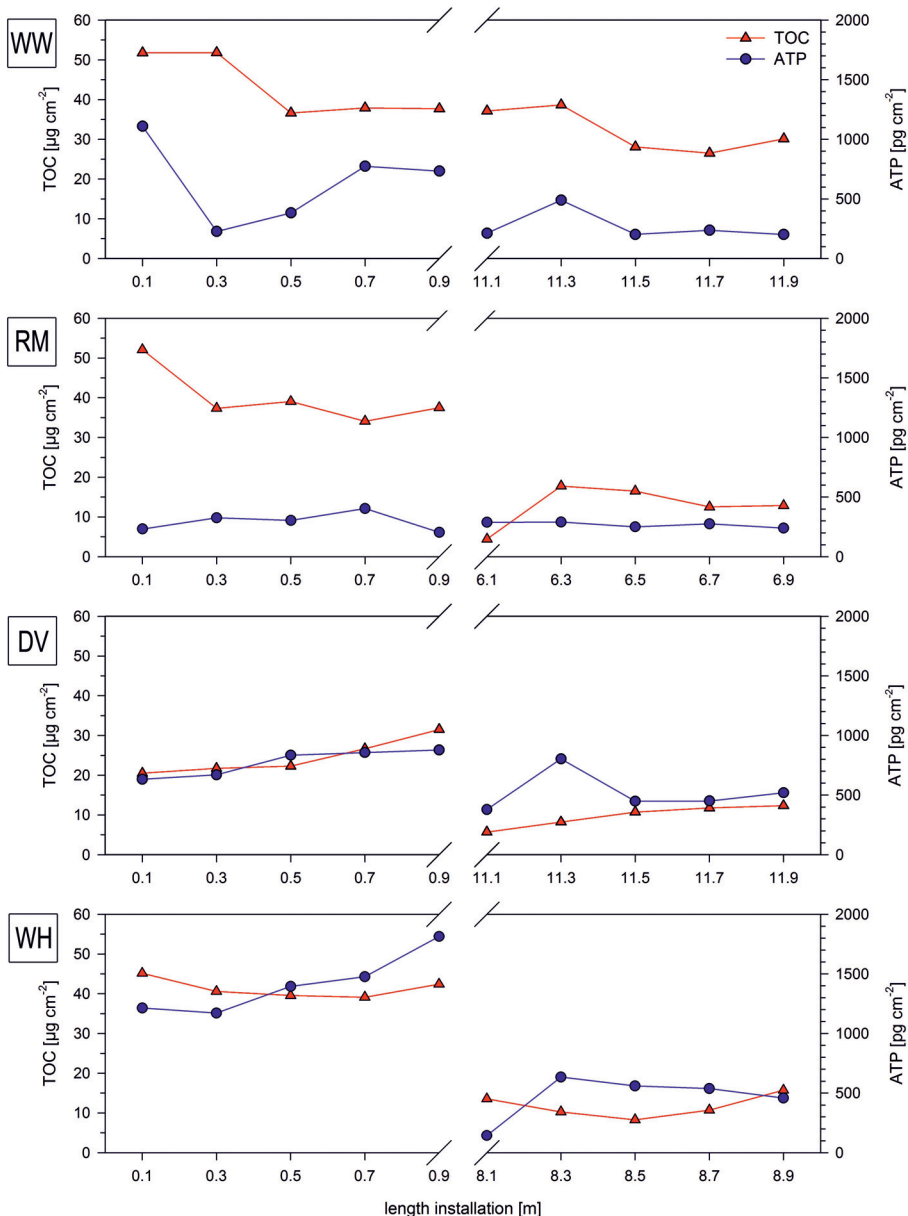 WW
TOC
ATP
60
50
40
30
20
10
0
TOC [µg cm-2]
2000
1500
1000
500
0
ATP [pg cm-2]
0.1 0.3 0.5 0.7 0.9 11.1 11.3 11.5 11.7 11.9
RM
60
50
40
30
20
10
0
TOC [µg cm-2]
2000
1500
1000
500
0
ATP [pg cm-2]
0.1 0.3 0.5 0.7 0.9 6.1 6.3 6.5 6.7 6.9
DV
60
50
40
30
20
10
0
TOC [µg cm-2]
2000
1500
1000
500
0
ATP [pg cm-2]
0.1 0.3 0.5 0.7 0.9 11.1 11.3 11.5 11.7 11.9
WH
60
50
40
30
20
10
0
TOC [µg cm-2]
2000
1500
1000
500
0
ATP [pg cm-2]
0.1 0.3 0.5 0.7 0.9 8.1 8.3 8.5 8.7 8.9
length installation [m]